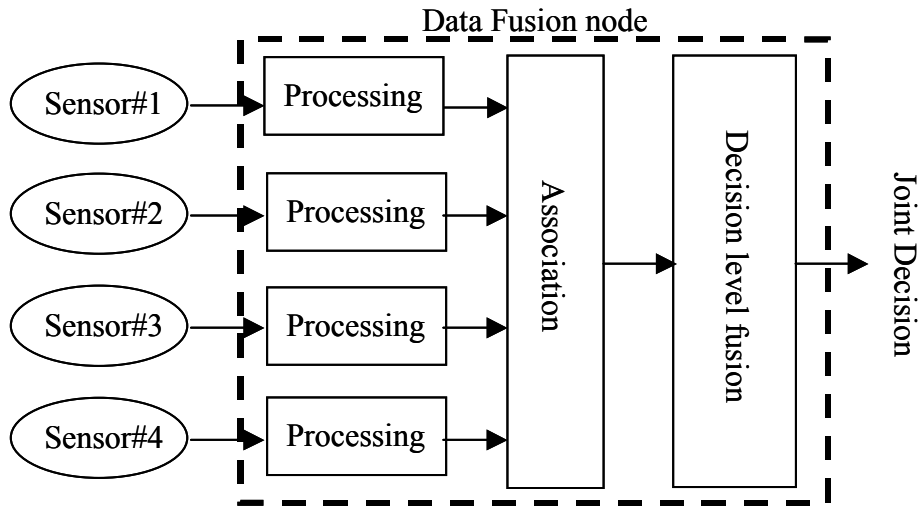 Data Fusion node
Sensor#1
Processing
Sensor#2
Processing
Sensor#3
Processing
Sensor#4
Processing
Association
Decision level fusion
Joint Decision